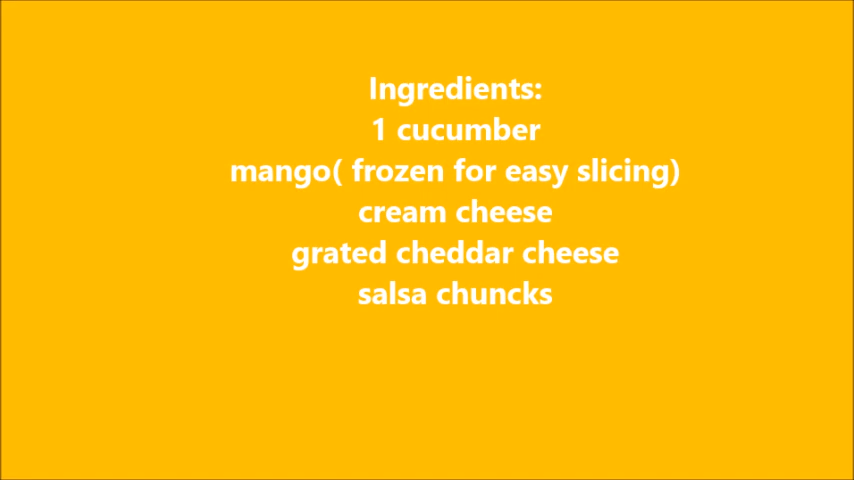 Ingredients:
1 cucumber
mango( frozen for easy slicing)
cream cheese
grated cheddar cheese
salsa chuncks